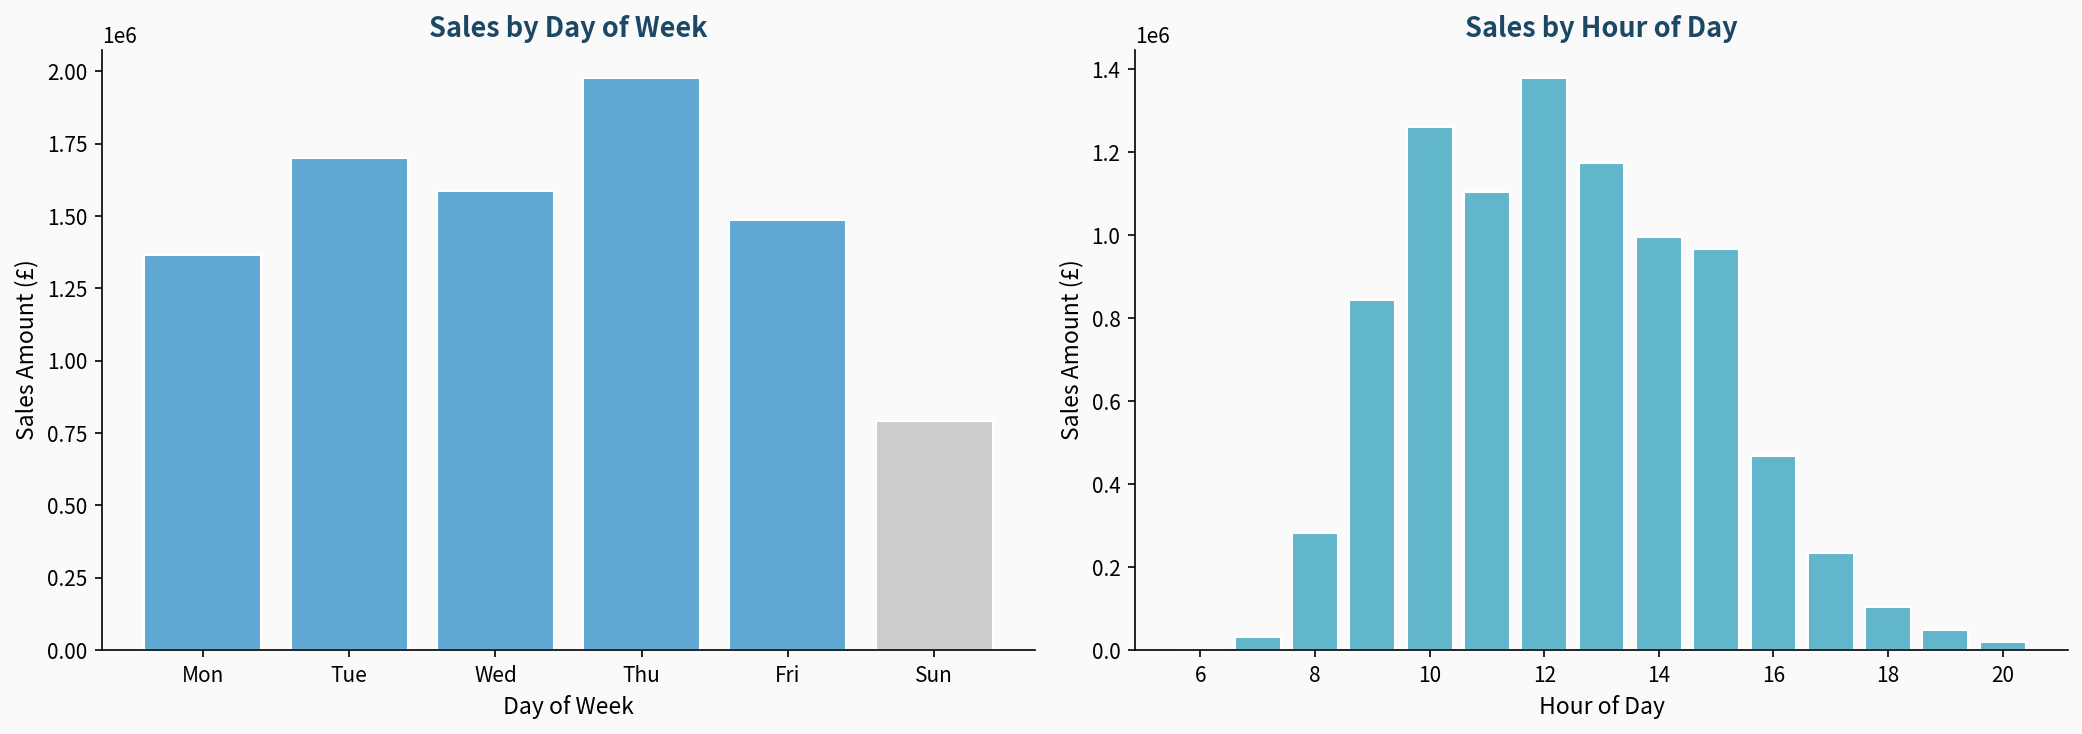 Sales by Day of Week
1e6
2.00
1.75
1.50
1.25
1.00
0.75
0.50
0.25
0.00
Sales Amount (£)
Mon Tue Wed Thu Fri Sun
Day of Week
Sales by Hour of Day
1e6
1.4
1.2
1.0
0.8
0.6
0.4
0.2
0.0
Sales Amount (£)
6 8 10 12 14 16 18 20
Hour of Day